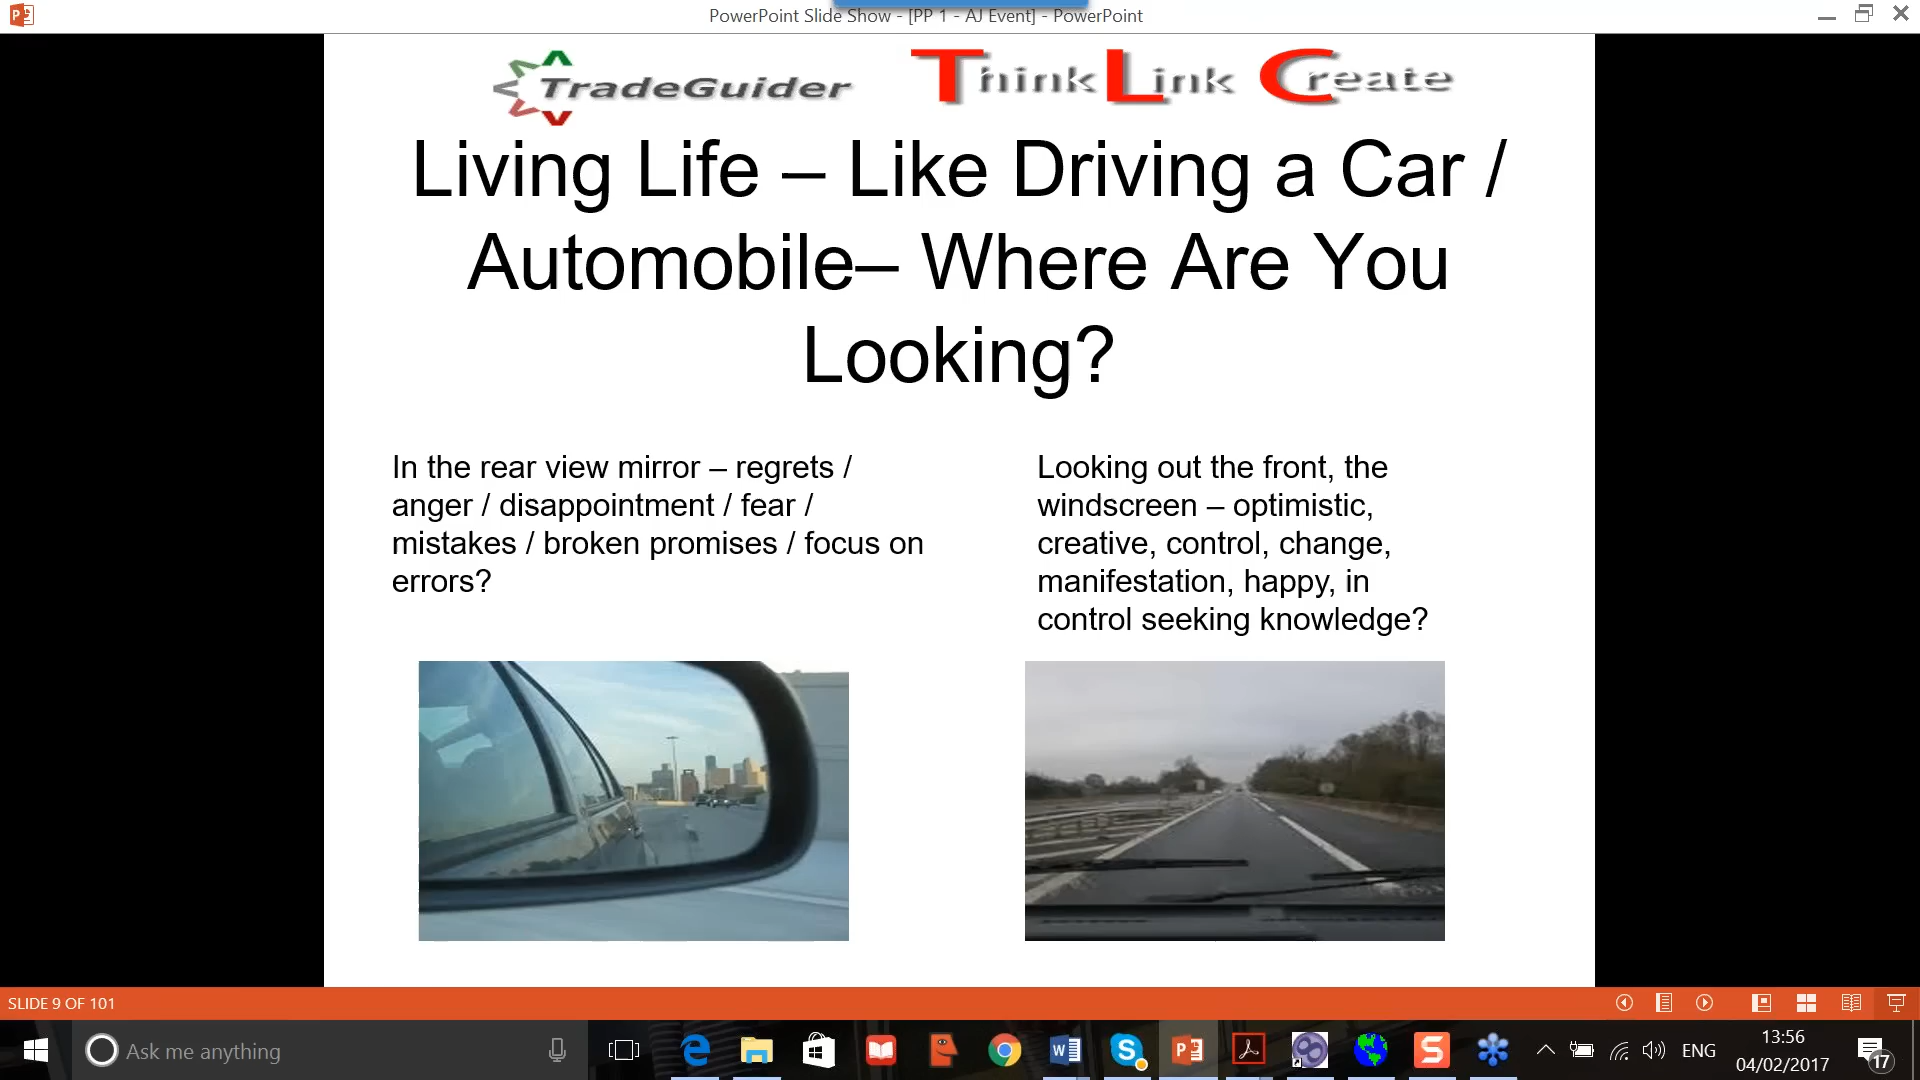 PowerPoint Slide Show - [PP 1 - AJ Event] - PowerPoint
TradeGuider
Think Link Create
Living Life – Like Driving a Car /
Automobile– Where Are You
Looking?
In the rear view mirror – regrets /
anger / disappointment / fear /
mistakes / broken promises / focus on
errors?
Looking out the front, the
windscreen – optimistic,
creative, control, change,
manifestation, happy, in
control seeking knowledge?
SLIDE 9 OF 101
Ask me anything
ENG
13:56
04/02/2017
17